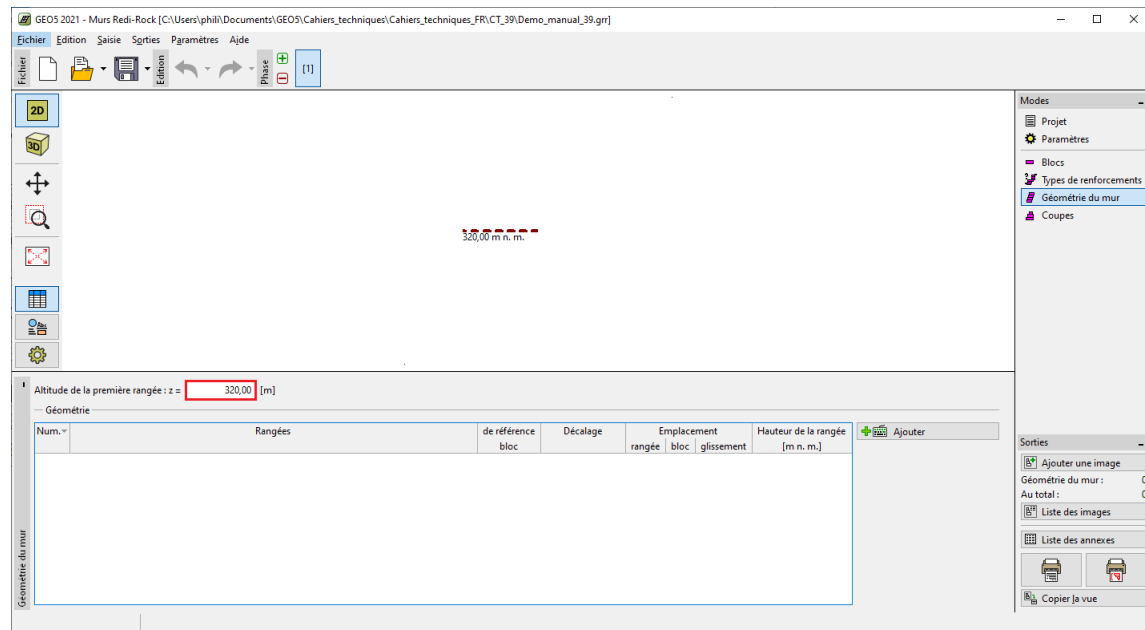 GEO5 2021 - Murs Redi-Rock [C:\Users\phili\Documents\GEO5\Cahiers_techniques\Cahiers_techniques_FR\CT_39\Demo_manual_39.grr]
Fichier Edition Saisie Sorties Paramètres Ajde
Fichier
Edition
Phase
[1]
2D
3D
320,00 m n. m.
Modes
Projet
Paramètres
Blocs
Types de renforcements
Géométrie du mur
Coupes
Altitude de la première rangée : z = 320,00 [m]
Géométrie
Num. Rangées de référence Décalage Emplacement Hauteur de la rangée
bloc rangée bloc glissement [m n. m.]
Ajouter
Géométrie du mur
Sorties
Ajouter une image
Géométrie du mur : 0
Au total : 0
Liste des images
Liste des annexes
Copier la vue